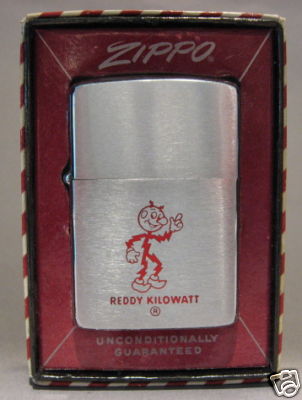 ZIPPO
REDDY KILOWATT
®
UNCONDITIONALLY
GUARANTEED